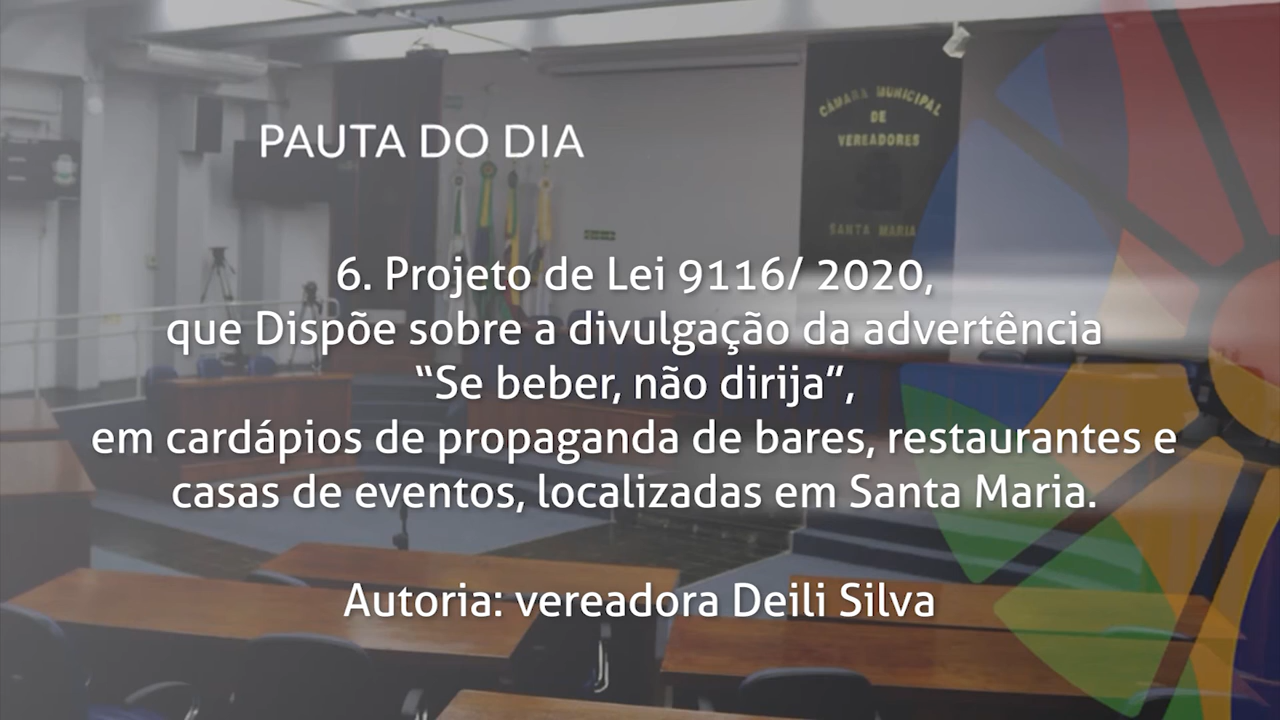 CÂMARA MUNICIPAL
DE
VEREADORES
SANTA MARIA
PAUTA DO DIA
6. Projeto de Lei 9116/ 2020,
que Dispõe sobre a divulgação da advertência
“Se beber, não dirija”,
em cardápios de propaganda de bares, restaurantes e
casas de eventos, localizadas em Santa Maria.
Autoria: vereadora Deili Silva